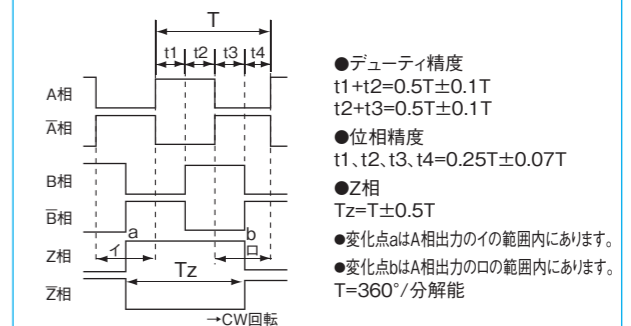 T
t1 t2 t3 t4
A相
A̅相
B相
B̅相
a b
イ ロ
Z相
Tz
Z̅相
→CW回転
●デューティ精度
t1+t2=0.5T±0.1T
t2+t3=0.5T±0.1T
●位相精度
t1、t2、t3、t4=0.25T±0.07T
●Z相
Tz=T±0.5T
●変化点aはA相出力のイの範囲内にあります。
●変化点bはA相出力のロの範囲内にあります。
T=360°/分解能